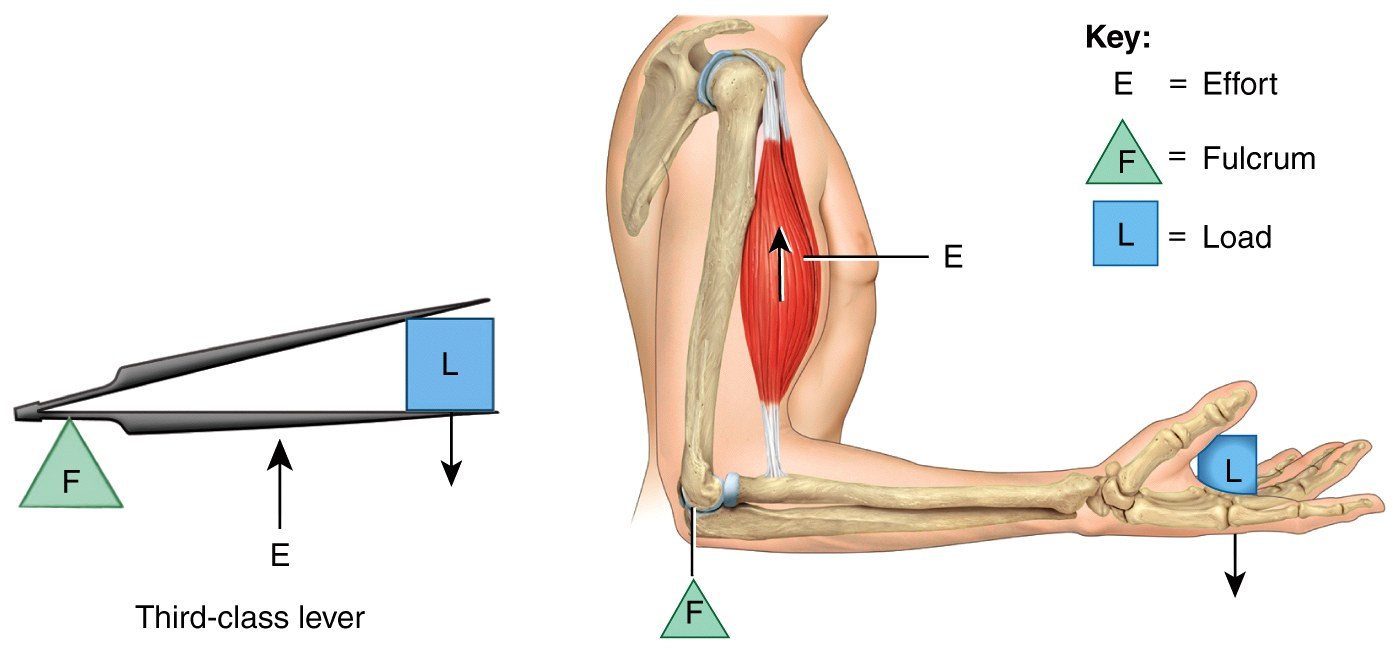 Key:
E = Effort
F = Fulcrum
L = Load
E
L
L
F
E
F
Third-class lever